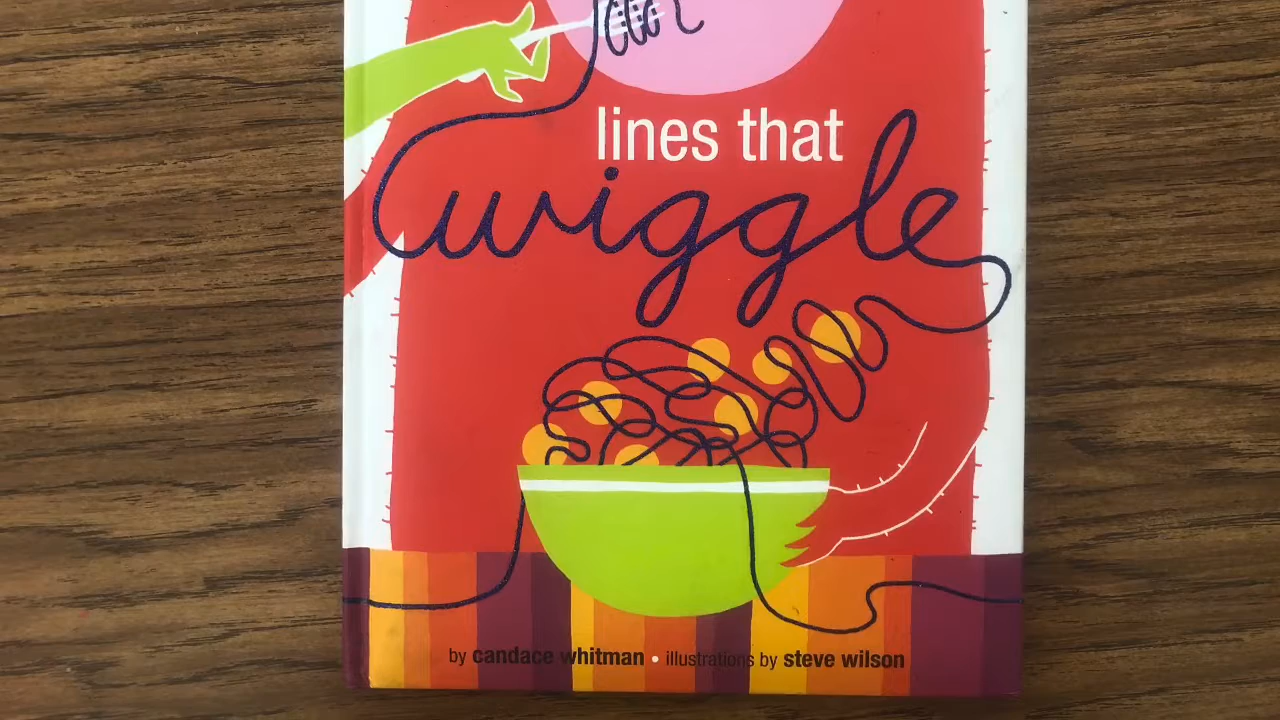 lines that
wiggle
by candace whitman • illustrations by steve wilson